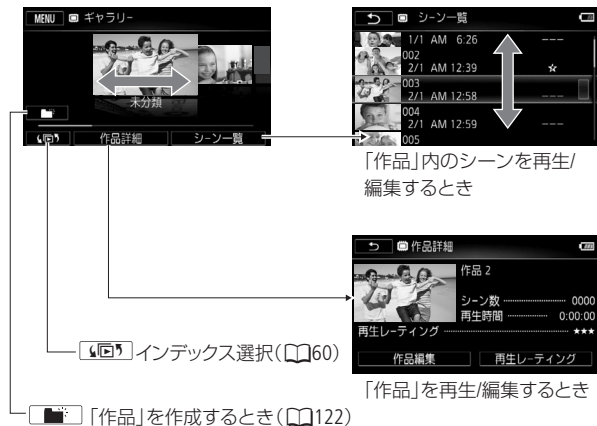 MENU ギャラリー
未分類
作品詳細
シーン一覧
シーン一覧
1/1 AM 6:26 ---
002
2/1 AM 12:39 ☆
003
2/1 AM 12:58 ---
004
2/1 AM 12:59 ---
005
「作品」内のシーンを再生/
編集するとき
作品詳細
作品 2
シーン数 0000
再生時間 0:00:00
再生レーティング ★★★
作品編集
再生レーティング
「作品」を再生/編集するとき
インデックス選択(60)
「作品」を作成するとき(122)